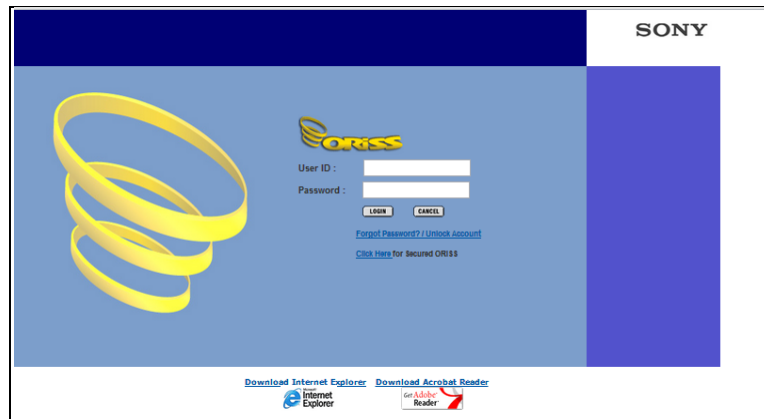 SONY
ORiSS
User ID :
Password :
LOGIN CANCEL
Forgot Password? / Unlock Account
Click Here for Secured ORISS
Download Internet Explorer Download Acrobat Reader
Microsoft
Internet
Explorer
Get Adobe
Reader